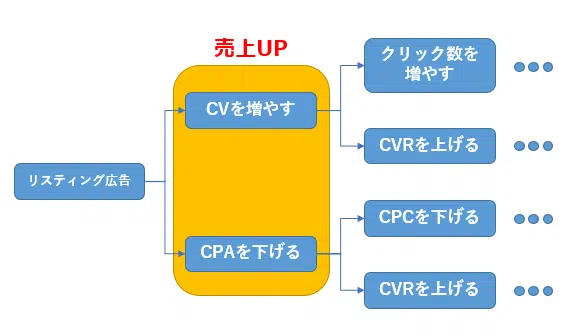 売上UP
リスティング広告
CVを増やす
CPAを下げる
クリック数を
増やす
CVRを上げる
CPCを下げる
CVRを上げる